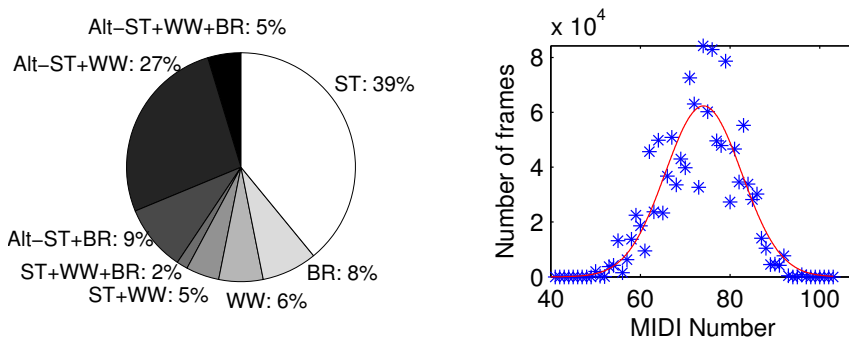 Alt−ST+WW+BR: 5%
Alt−ST+WW: 27%
ST: 39%
Alt−ST+BR: 9%
ST+WW+BR: 2%
ST+WW: 5%
WW: 6%
BR: 8%
x 10^4
8
6
4
2
0
Number of frames
40 60 80 100
MIDI Number